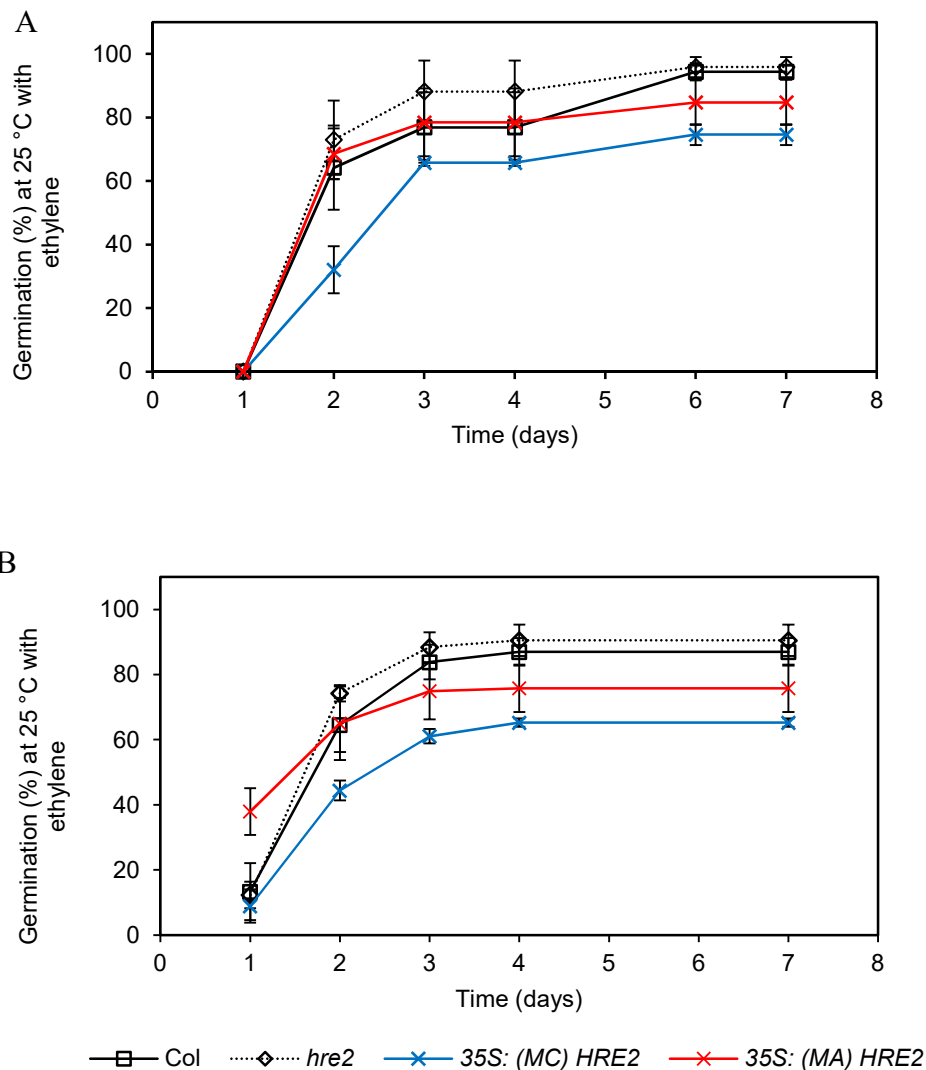 A
100
80
60
40
20
0
Germination (%) at 25 °C with
ethylene
0 1 2 3 4 5 6 7 8
Time (days)
B
100
80
60
40
20
0
Germination (%) at 25 °C with
ethylene
0 1 2 3 4 5 6 7 8
Time (days)
Col hre2 35S: (MC) HRE2 35S: (MA) HRE2